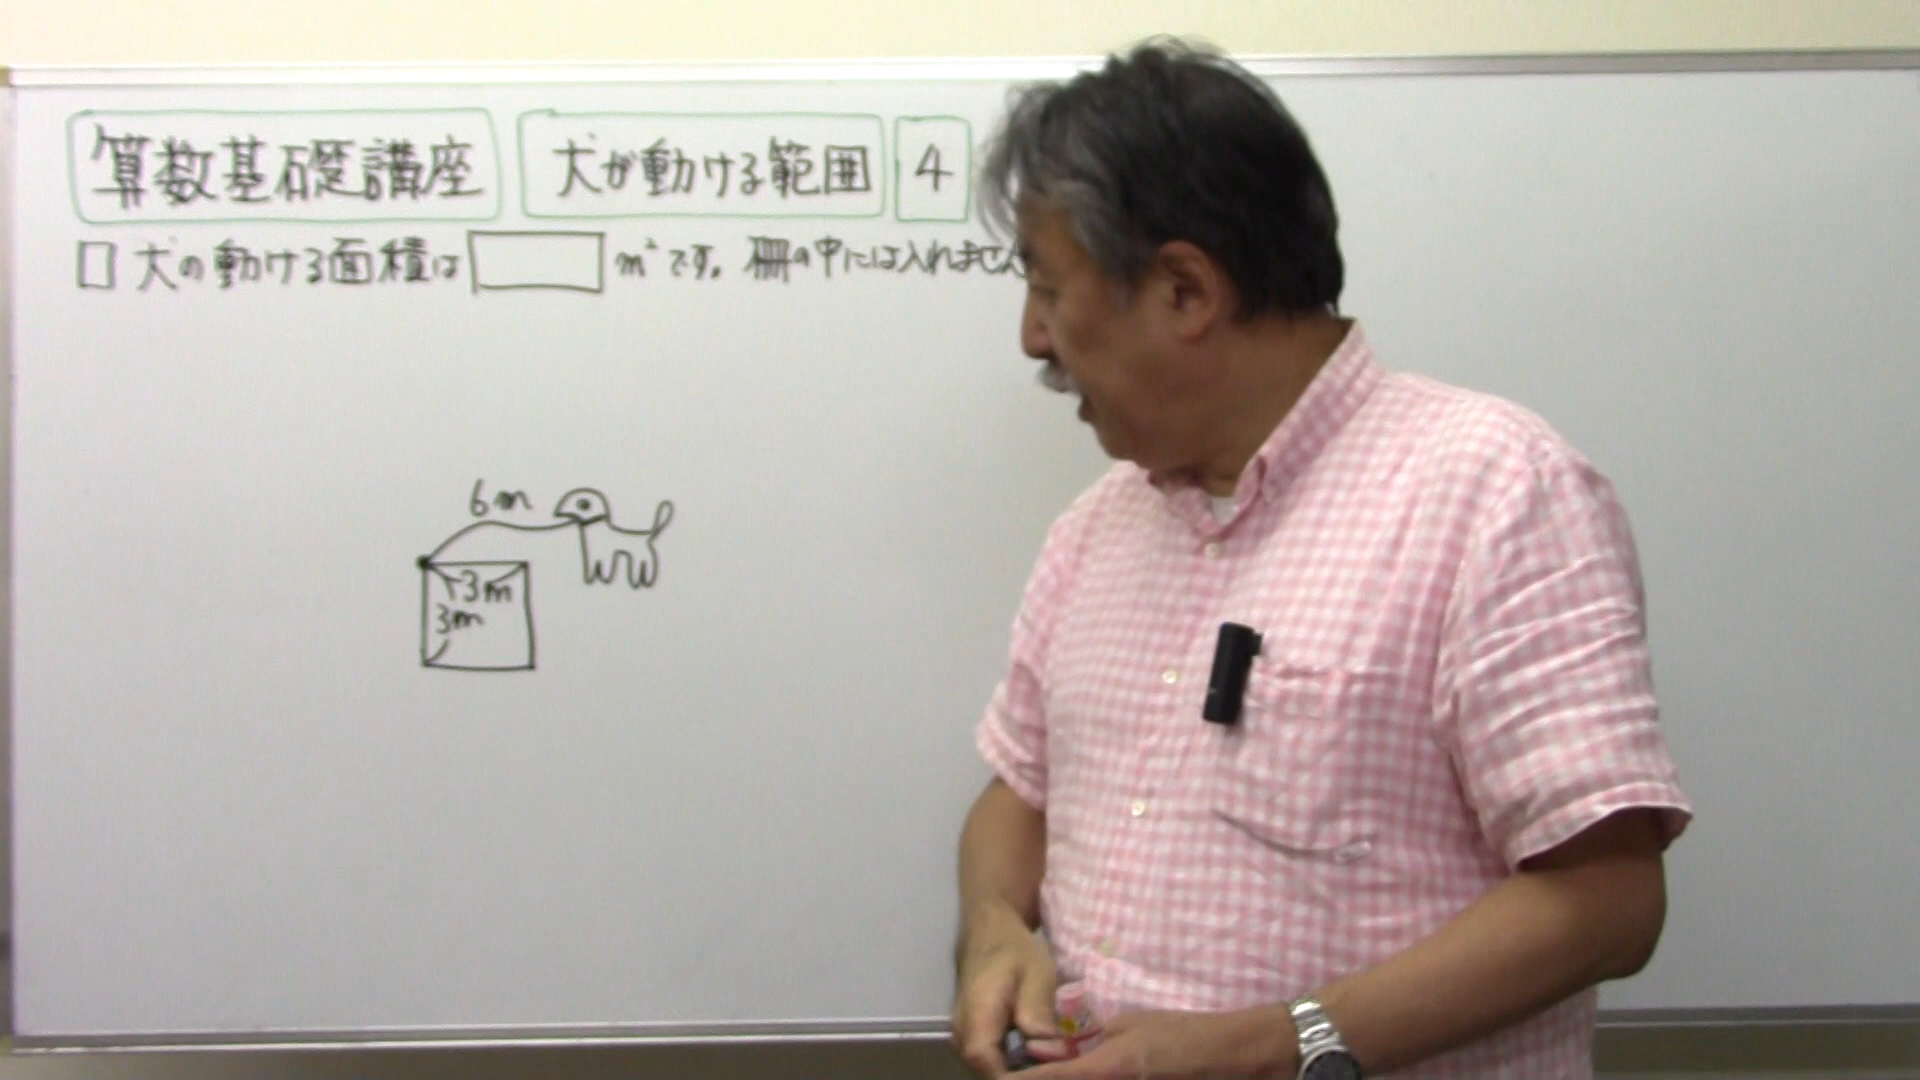 算数基礎講座 犬が動ける範囲 4
□ 犬の動ける面積は□m²です。柵の中には入れません
6m
3m
3m